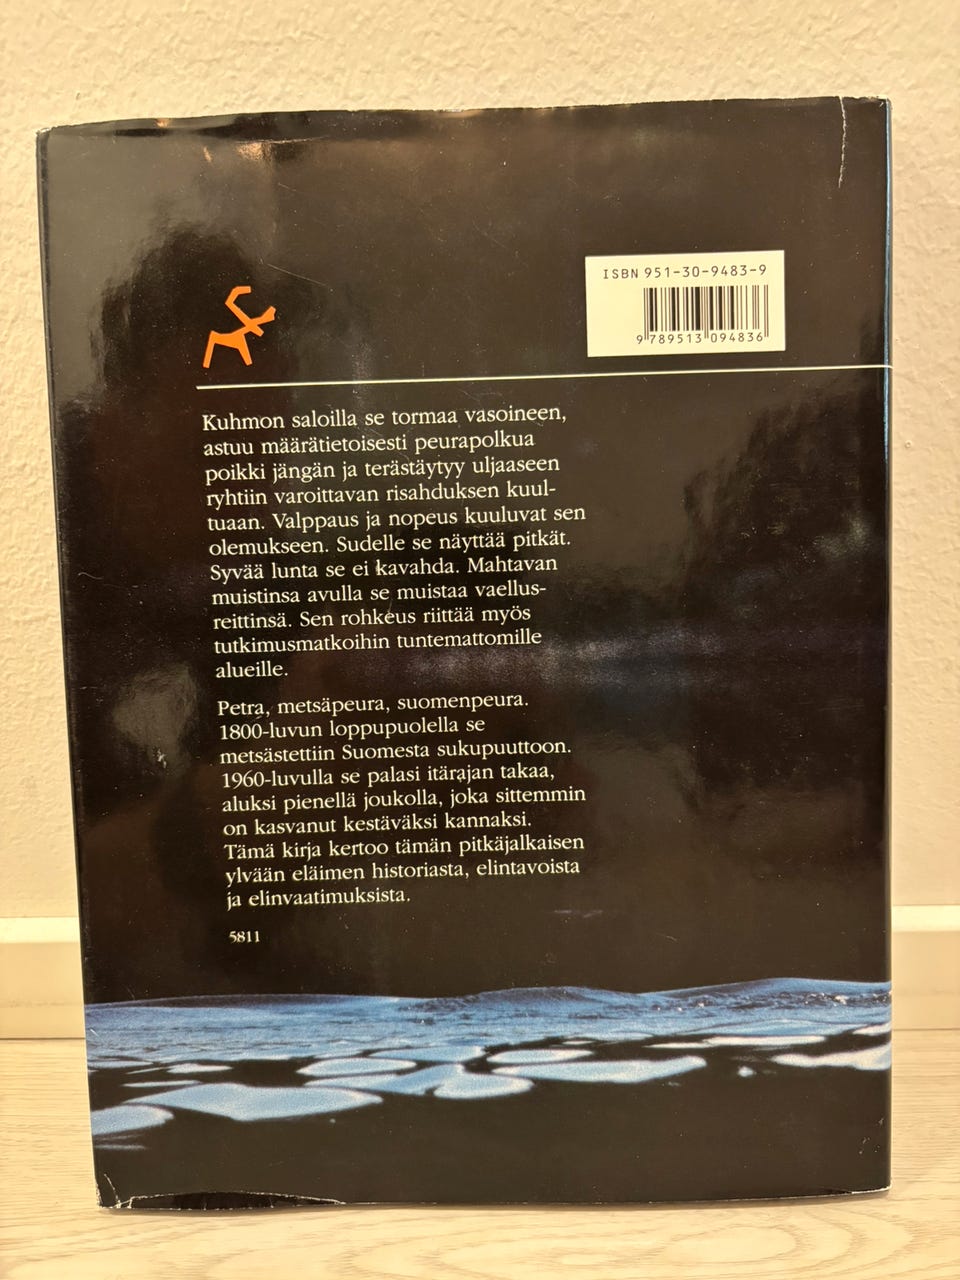 ISBN 951-30-9483-9
9 789513 094836
Kuhmon saloilla se tormaa vasoineen,
astuu määrätietoisesti peurapolkua
poikki jängän ja terästäytyy uljaaseen
ryhtiin varoittavan risahduksen kuul-
tuaan. Valppaus ja nopeus kuuluvat sen
olemukseen. Sudelle se näyttää pitkät.
Syvää lunta se ei kavahda. Mahtavan
muistinsa avulla se muistaa vaellus-
reittinsä. Sen rohkeus riittää myös
tutkimusmatkoihin tuntemattomille
alueille.
Petra, metsäpeura, suomenpeura.
1800-luvun loppupuolella se
metsästettiin Suomesta sukupuuttoon.
1960-luvulla se palasi itärajan takaa,
aluksi pienellä joukolla, joka sittemmin
on kasvanut kestäväksi kannaksi.
Tämä kirja kertoo tämän pitkäjalkaisen
ylvään eläimen historiasta, elintavoista
ja elinvaatimuksista.
5811